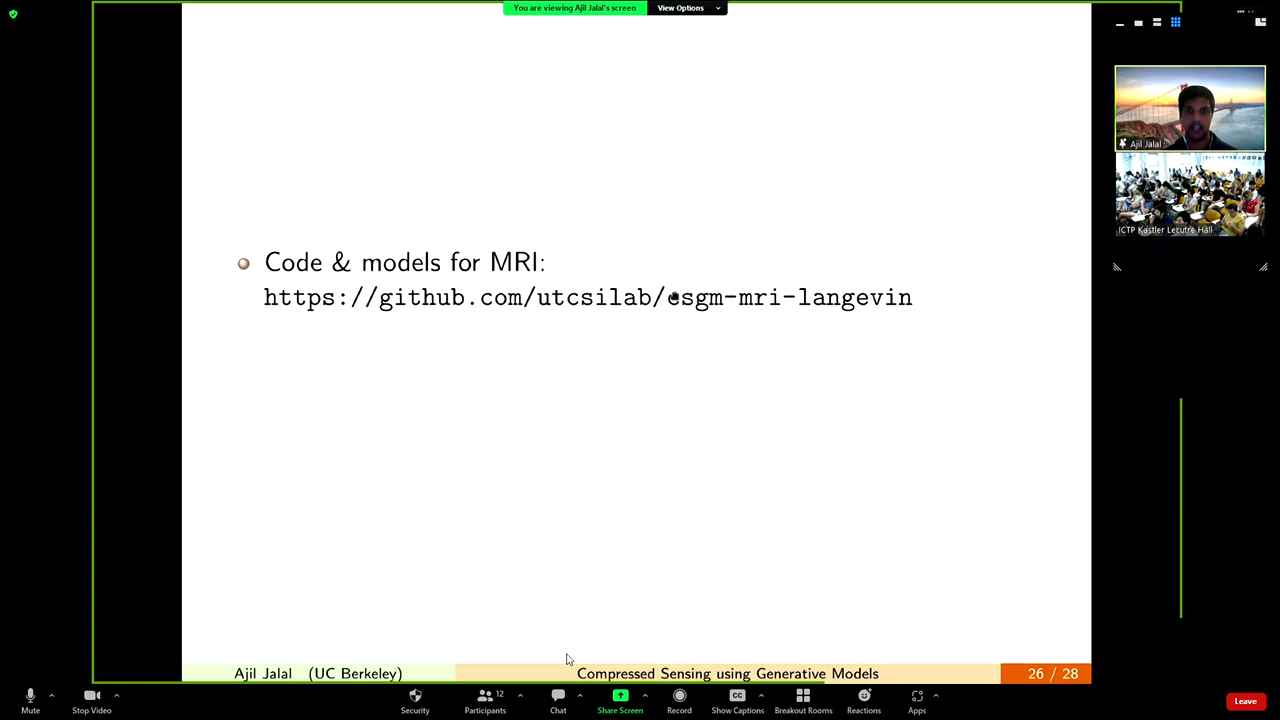 You are viewing Ajil Jalal's screen
View Options
Ajil Jalal
ICTP Kastler Lecutre Hall
Code & models for MRI:
https://github.com/utcsilab/csgm-mri-langevin
Ajil Jalal (UC Berkeley)
Compressed Sensing using Generative Models
26 / 28
Mute
Stop Video
Security
Participants
12
Chat
Share Screen
Record
CC
Show Captions
Breakout Rooms
Reactions
Apps
Leave